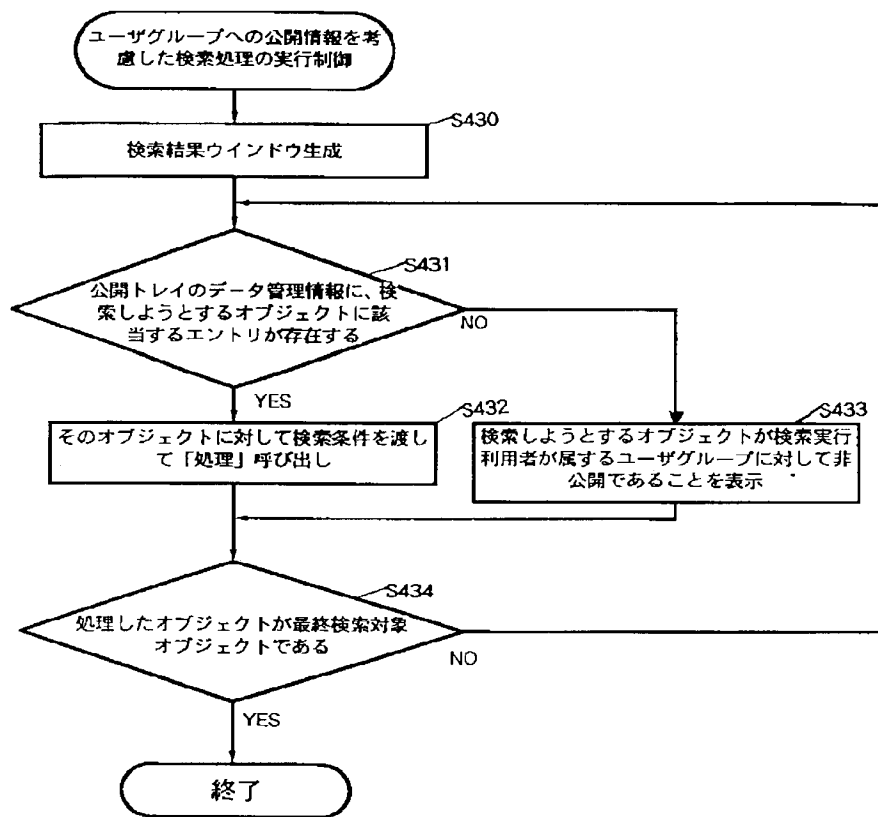 ユーザグループへの公開情報を考
慮した検索処理の実行制御
S430
検索結果ウインドウ生成
S431
公開トレイのデータ管理情報に、検
索しようとするオブジェクトに該
当するエントリが存在する
NO
YES
S432
そのオブジェクトに対して検索条件を渡し
て「処理」呼び出し
S433
検索しようとするオブジェクトが検索実行
利用者が属するユーザグループに対して非
公開であることを表示
S434
処理したオブジェクトが最終検索対象
オブジェクトである
NO
YES
終了